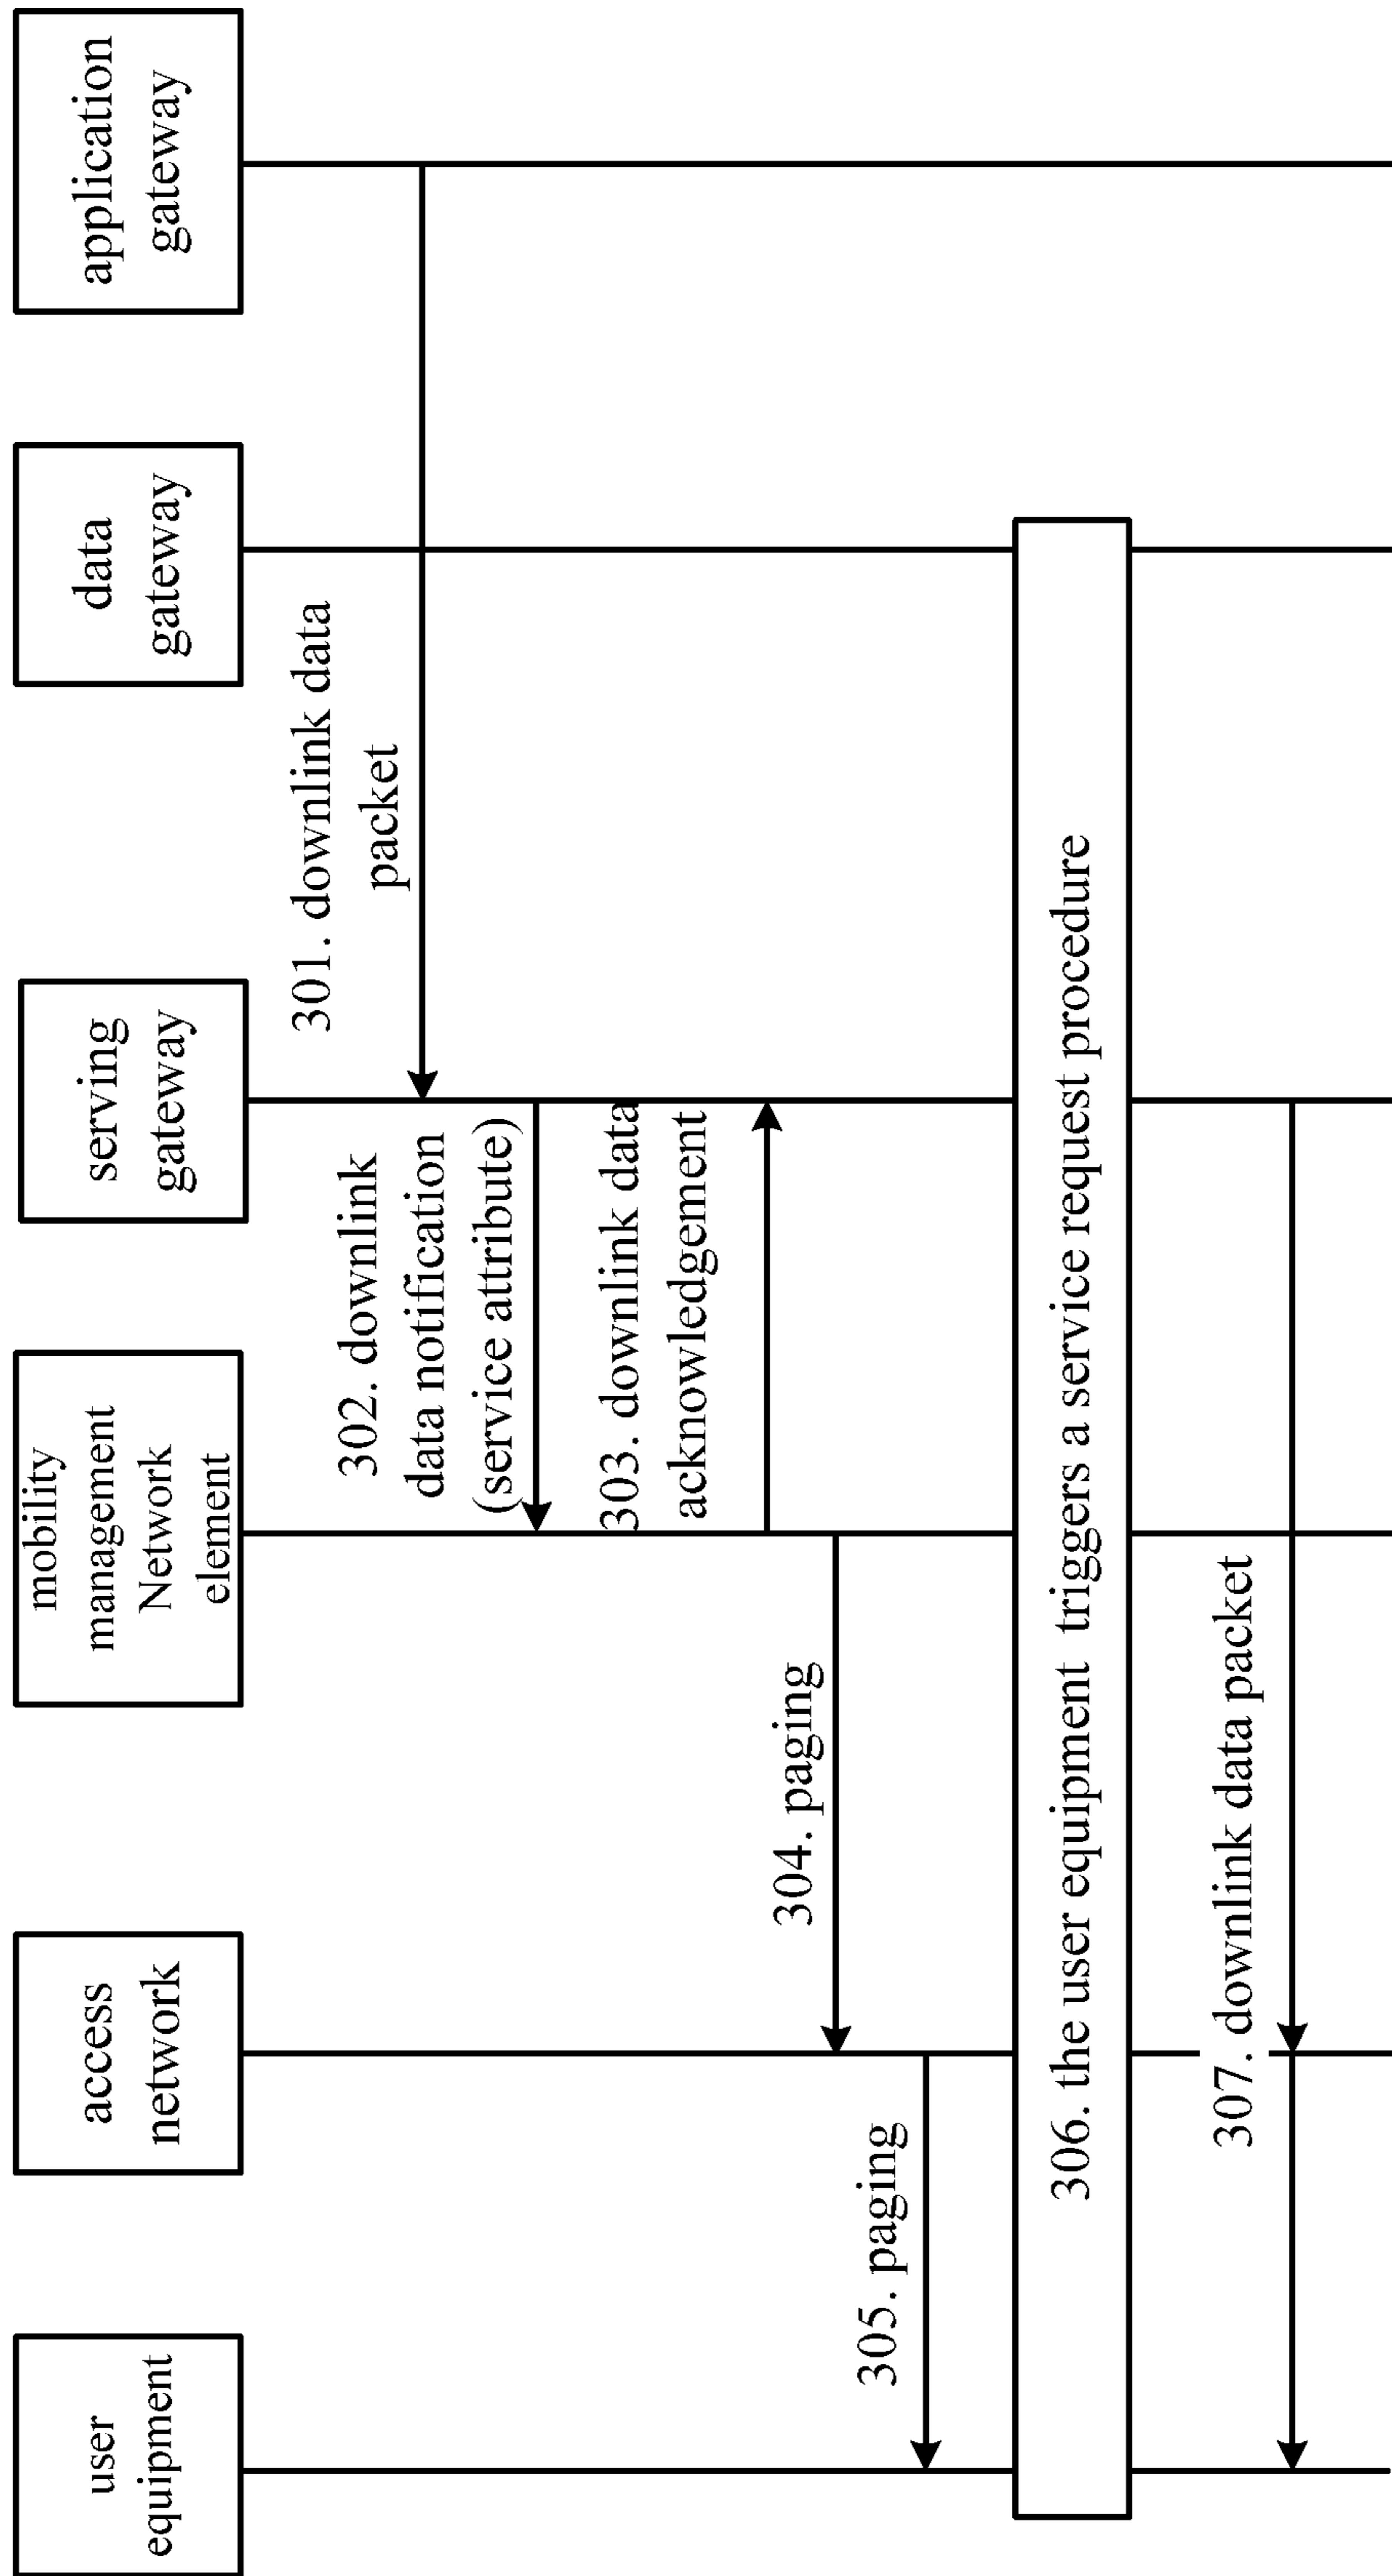 user
equipment
access
network
mobility
management
Network
element
serving
gateway
data
gateway
application
gateway
301. downlink data
packet
302. downlink
data notification
(service attribute)
303. downlink data
acknowledgement
304. paging
305. paging
306. the user equipment triggers a service request procedure
307. downlink data packet